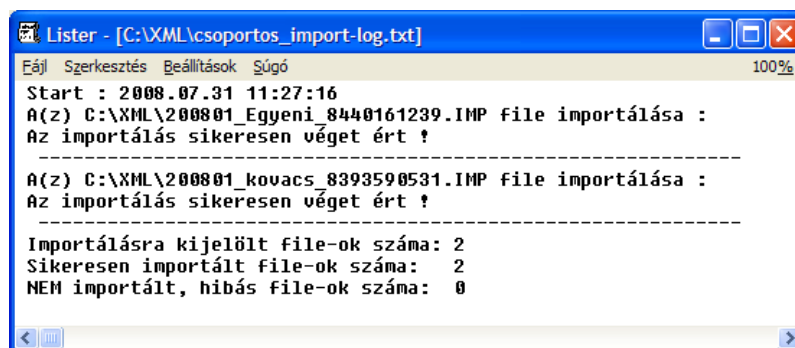 Lister - [C:\XML\csoportos_import-log.txt]
Fájl Szerkesztés Beállítások Súgó 100%
Start : 2008.07.31 11:27:16
A(z) C:\XML\200801_Egyeni_8440161239.IMP file importálása :
Az importálás sikeresen véget ért !
------------------------------------------------------------
A(z) C:\XML\200801_kovacs_8393590531.IMP file importálása :
Az importálás sikeresen véget ért !
------------------------------------------------------------
Importálásra kijelölt file-ok száma: 2
Sikeresen importált file-ok száma: 2
NEM importált, hibás file-ok száma: 0